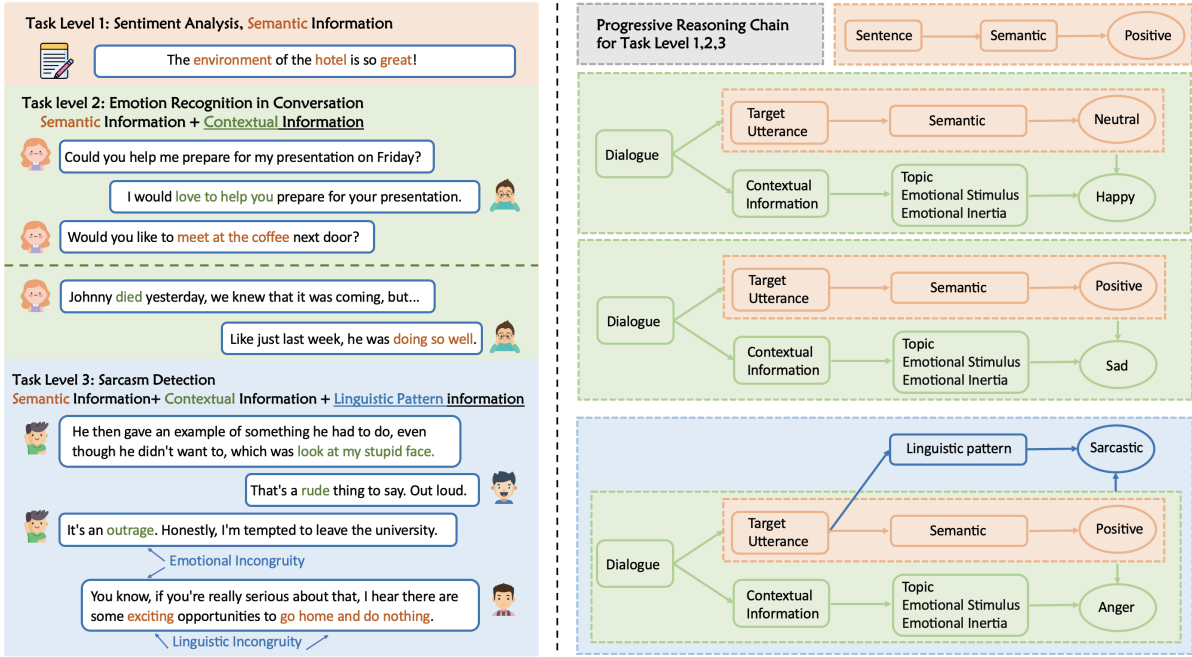 Task Level 1: Sentiment Analysis, Semantic Information
The environment of the hotel is so great!
Task level 2: Emotion Recognition in Conversation
Semantic Information + Contextual Information
Could you help me prepare for my presentation on Friday?
I would love to help you prepare for your presentation.
Would you like to meet at the coffee next door?
Johnny died yesterday, we knew that it was coming, but...
Like just last week, he was doing so well.
Task Level 3: Sarcasm Detection
Semantic Information+ Contextual Information + Linguistic Pattern information
He then gave an example of something he had to do, even
though he didn't want to, which was look at my stupid face.
That's a rude thing to say. Out loud.
It's an outrage. Honestly, I'm tempted to leave the university.
Emotional Incongruity
You know, if you're really serious about that, I hear there are
some exciting opportunities to go home and do nothing.
Linguistic Incongruity
Progressive Reasoning Chain
for Task Level 1,2,3
Sentence
Semantic
Positive
Dialogue
Target
Utterance
Semantic
Neutral
Contextual
Information
Topic
Emotional Stimulus
Emotional Inertia
Happy
Dialogue
Target
Utterance
Semantic
Positive
Contextual
Information
Topic
Emotional Stimulus
Emotional Inertia
Sad
Linguistic pattern
Sarcastic
Dialogue
Target
Utterance
Semantic
Positive
Contextual
Information
Topic
Emotional Stimulus
Emotional Inertia
Anger